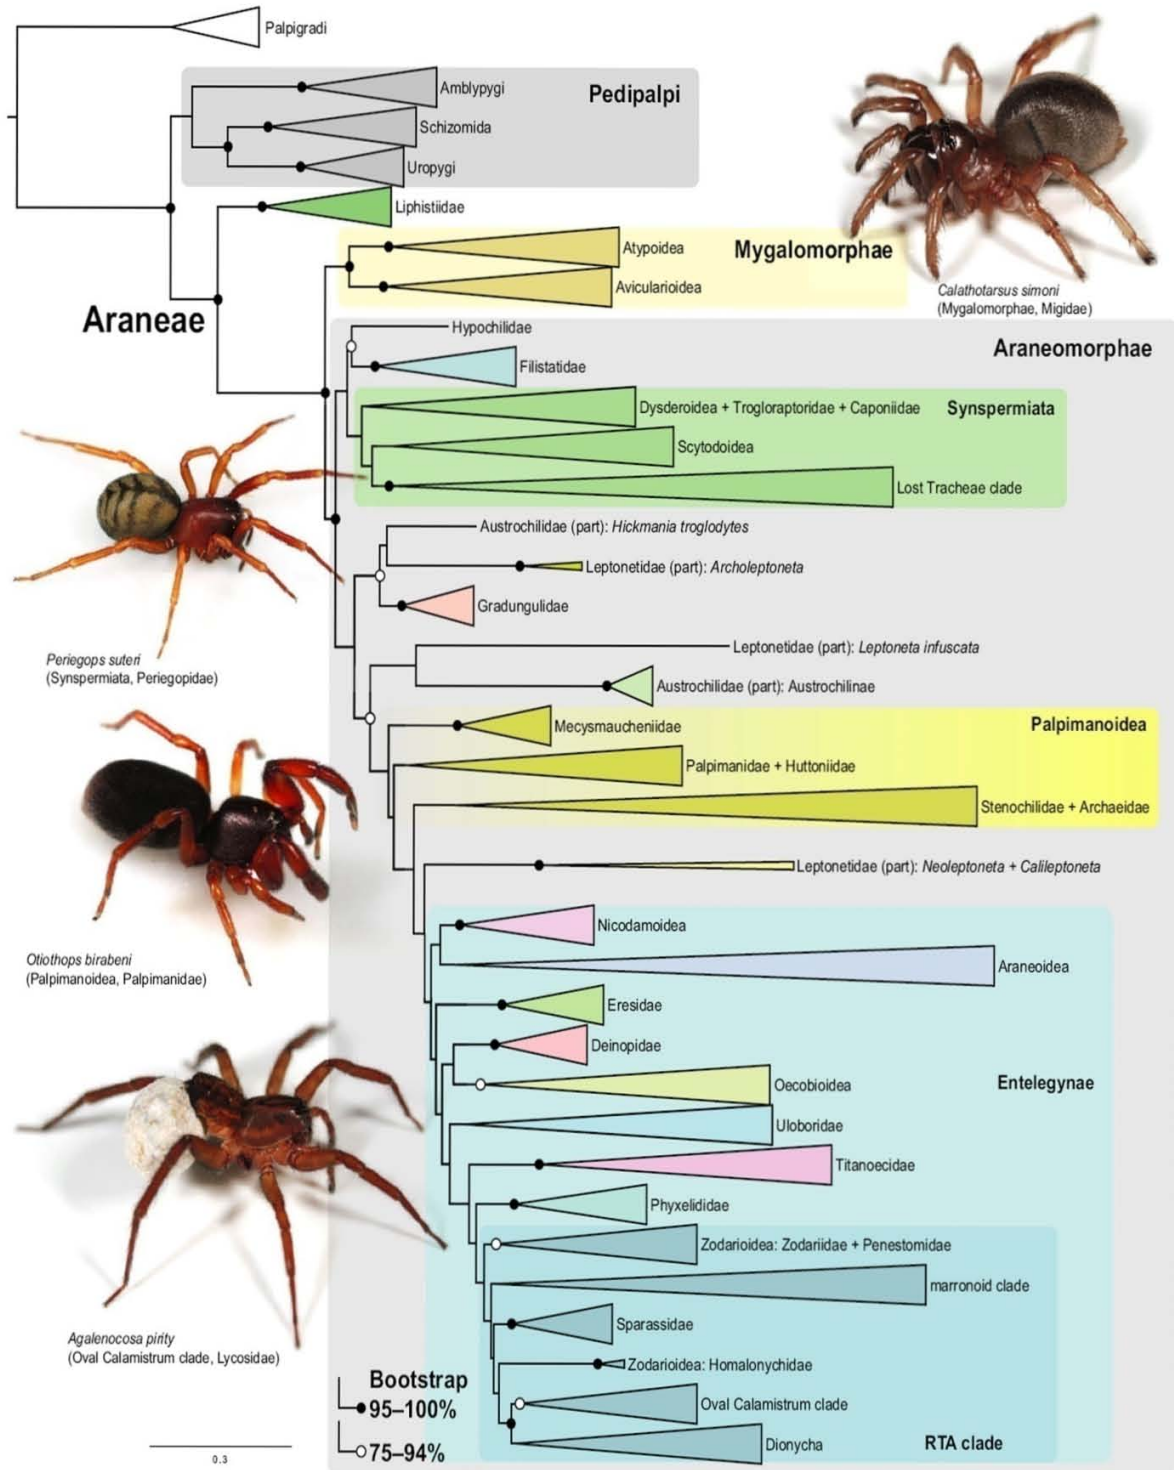 Palpigradi
Amblypygi
Pedipalpi
Schizomida
Uropygi
Liphistiidae
Atypoidea
Mygalomorphae
Avicularioidea
Calathotarsus simoni
(Mygalomorphae, Migidae)
Araneae
Hypochilidae
Araneomorphae
Filistatidae
Dysderoidea + Trogloraptoridae + Caponiidae
Synspermiata
Scytodoidea
Lost Tracheae clade
Austrochilidae (part): Hickmania troglodytes
Leptonetidae (part): Archoleptoneta
Gradungulidae
Leptonetidae (part): Leptoneta infuscata
Periegops suteri
(Synspermiata, Periegopidae)
Austrochilidae (part): Austrochilinae
Mecysmaucheniidae
Palpimanoidea
Palpimanidae + Huttoniidae
Stenochilidae + Archaeidae
Leptonetidae (part): Neoleptoneta + Calileptoneta
Nicodamoidea
Otiothops birabeni
(Palpimanoidea, Palpimanidae)
Araneoidea
Eresidae
Deinopidae
Oecobioidea
Entelegynae
Uloboridae
Titanoecidae
Phyxelididae
Zodarioidea: Zodariidae + Penestomidae
marronoid clade
Sparassidae
Agalenocosa pirity
(Oval Calamistrum clade, Lycosidae)
Zodarioidea: Homalonychidae
Oval Calamistrum clade
Dionycha
RTA clade
Bootstrap
95–100%
75–94%
0.3